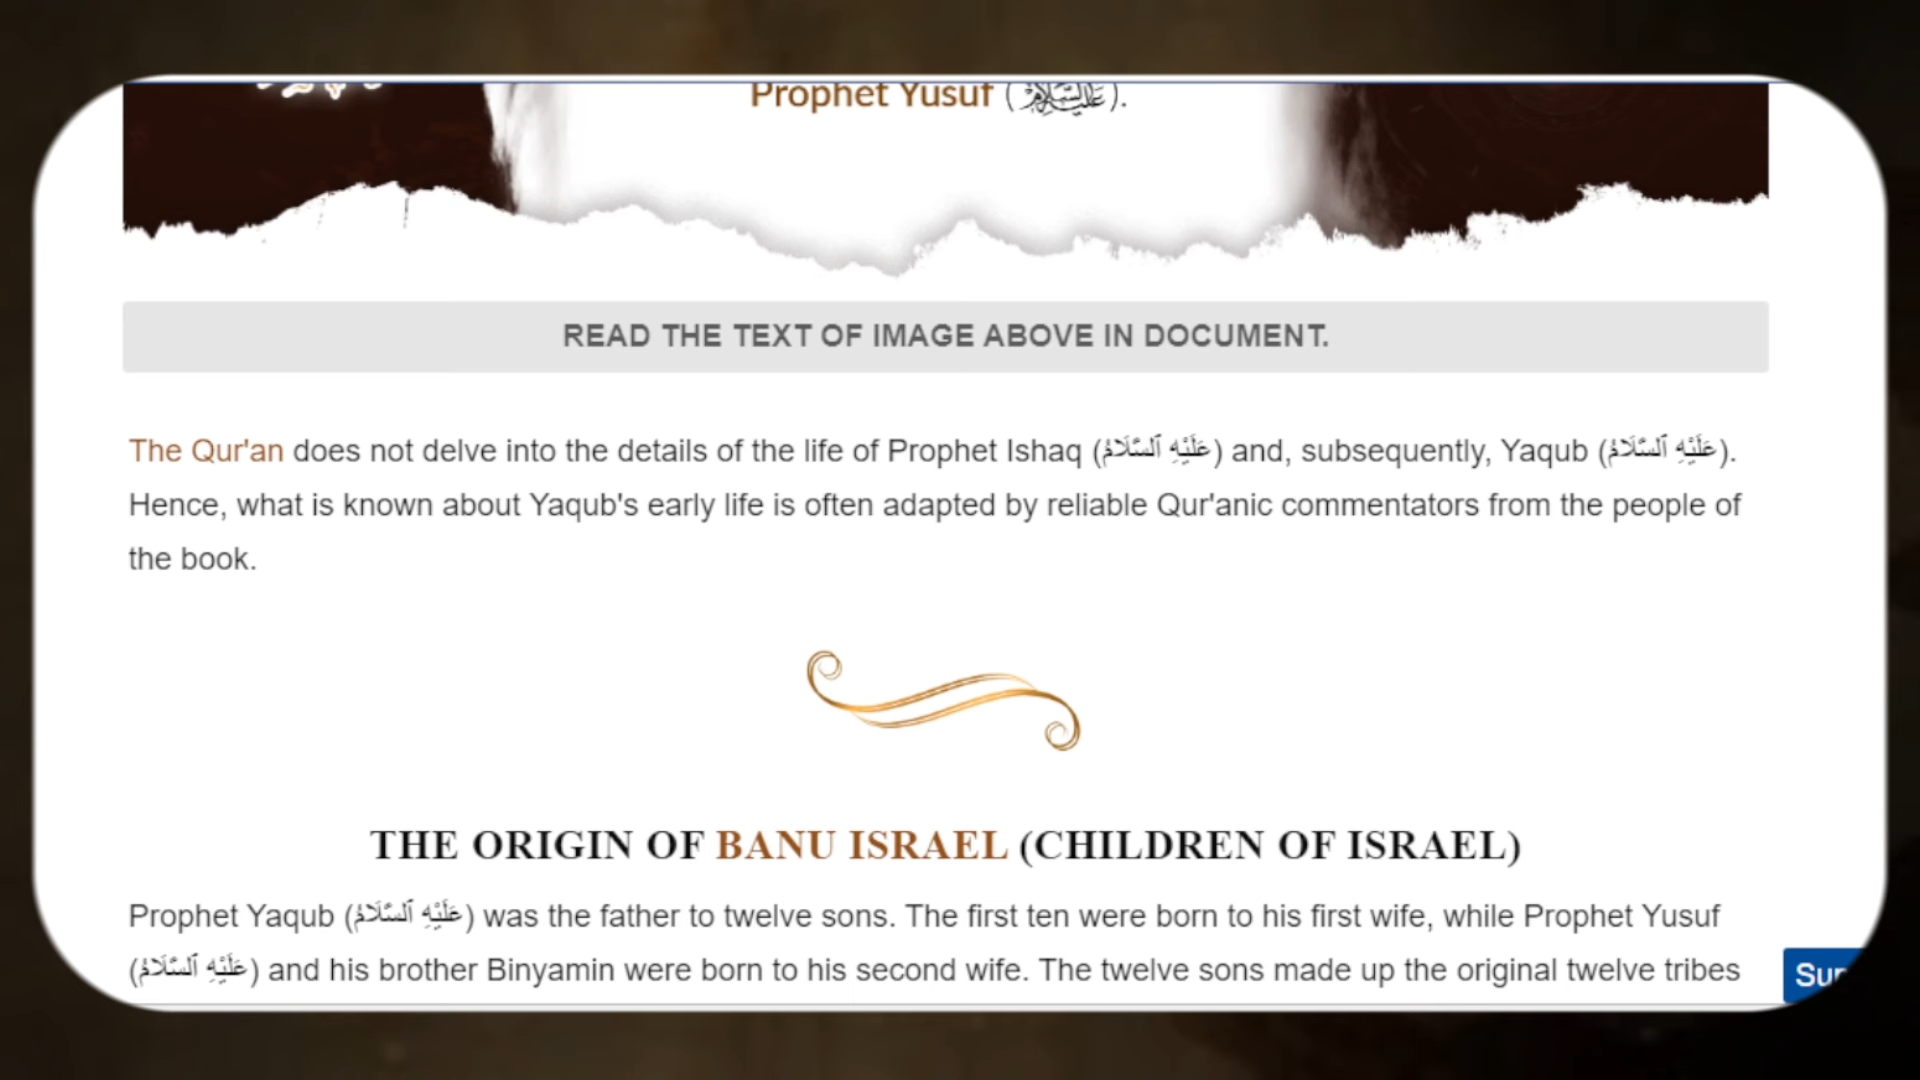 Prophet Yusuf (عَلَيْهِ ٱلسَّلَامُ).
READ THE TEXT OF IMAGE ABOVE IN DOCUMENT.
The Qur'an does not delve into the details of the life of Prophet Ishaq (عَلَيْهِ ٱلسَّلَامُ) and, subsequently, Yaqub (عَلَيْهِ ٱلسَّلَامُ).
Hence, what is known about Yaqub's early life is often adapted by reliable Qur'anic commentators from the people of
the book.
THE ORIGIN OF BANU ISRAEL (CHILDREN OF ISRAEL)
Prophet Yaqub (عَلَيْهِ ٱلسَّلَامُ) was the father to twelve sons. The first ten were born to his first wife, while Prophet Yusuf
(عَلَيْهِ ٱلسَّلَامُ) and his brother Binyamin were born to his second wife. The twelve sons made up the original twelve tribes